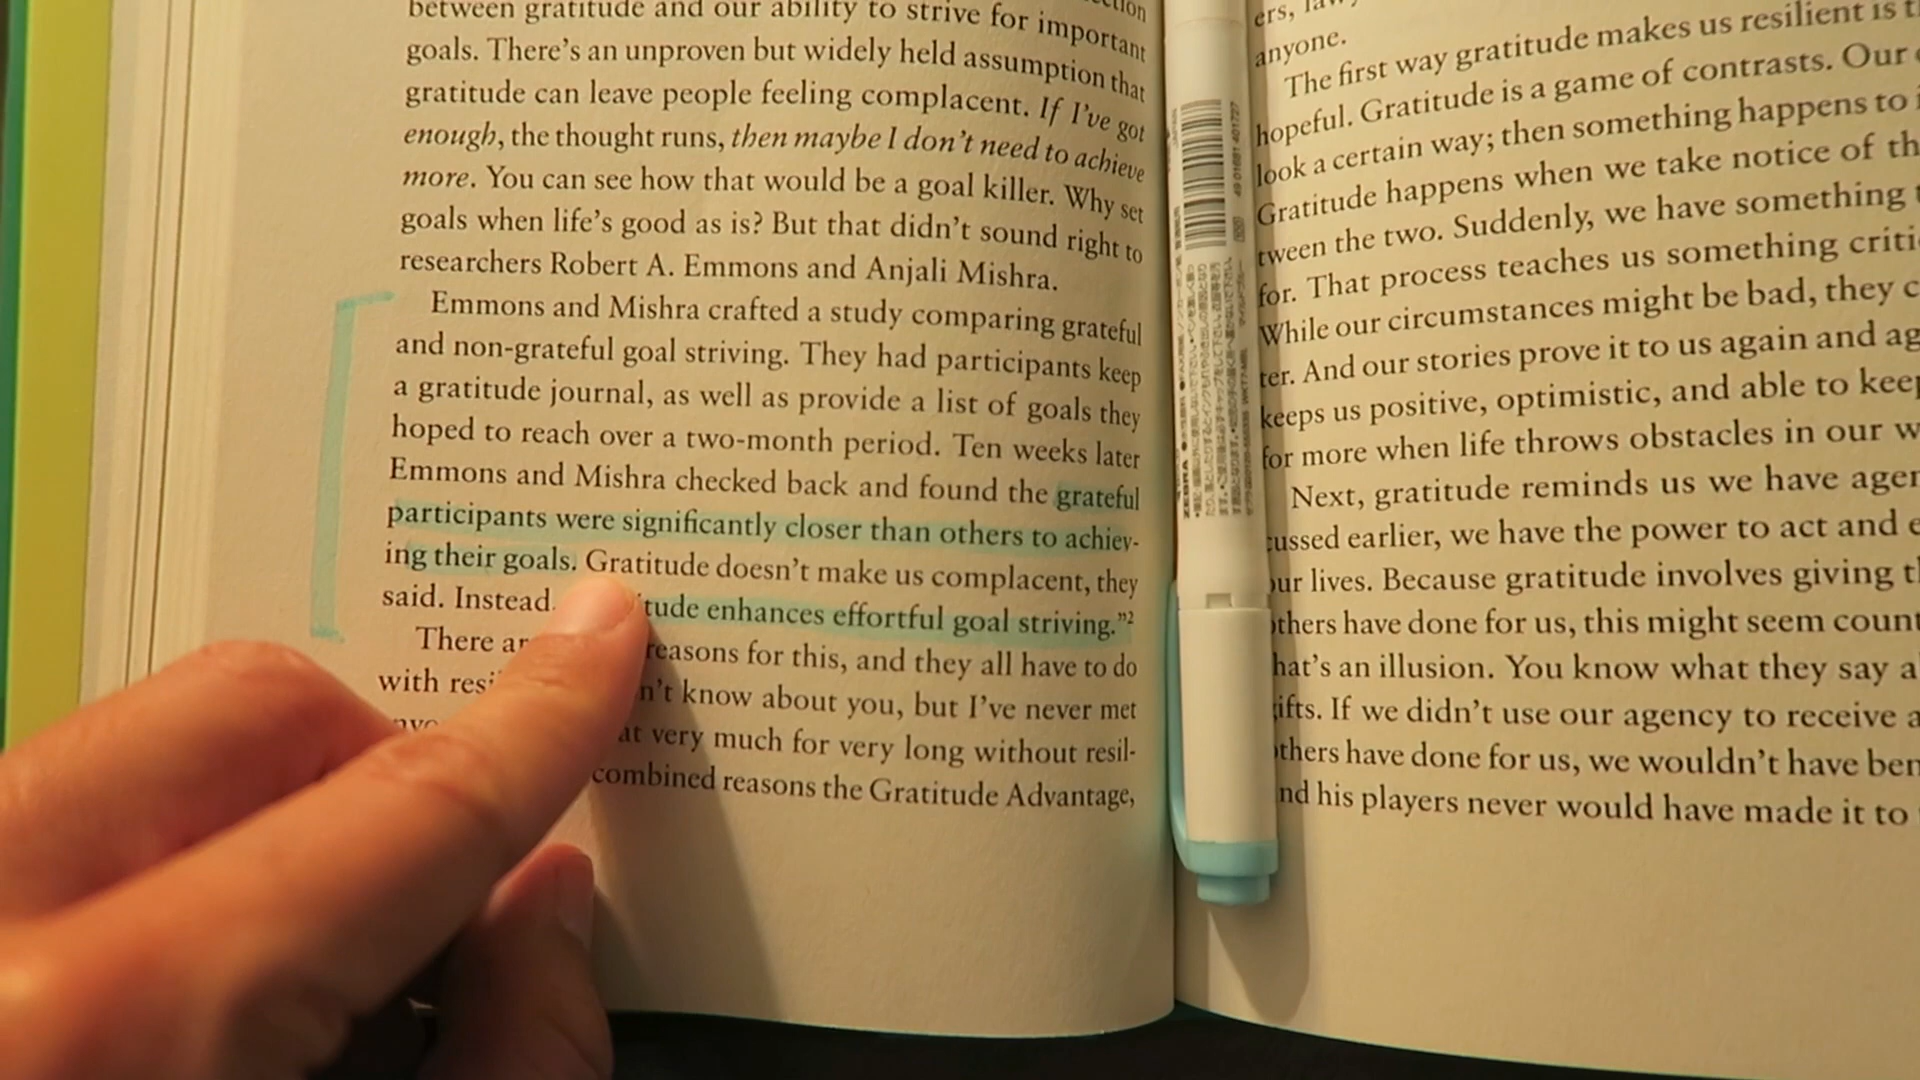 ction
between gratitude and our ability to strive for important
goals. There's an unproven but widely held assumption that
gratitude can leave people feeling complacent. If I've got
enough, the thought runs, then maybe I don't need to achieve
more. You can see how that would be a goal killer. Why set
goals when life's good as is? But that didn't sound right to
researchers Robert A. Emmons and Anjali Mishra.
Emmons and Mishra crafted a study comparing grateful
and non-grateful goal striving. They had participants keep
a gratitude journal, as well as provide a list of goals they
hoped to reach over a two-month period. Ten weeks later
Emmons and Mishra checked back and found the grateful
participants were significantly closer than others to achiev-
ing their goals. Gratitude doesn't make us complacent, they
said. Instead, tude enhances effortful goal striving."2
There ar reasons for this, and they all have to do
with resi n't know about you, but I've never met
at very much for very long without resil-
combined reasons the Gratitude Advantage,
ZEBRA
ers,
anyone.
The first way gratitude makes us resilient is t
hopeful. Gratitude is a game of contrasts. Our
look a certain way; then something happens to i
Gratitude happens when we take notice of th
tween the two. Suddenly, we have something t
for. That process teaches us something criti
While our circumstances might be bad, they c
ter. And our stories prove it to us again and ag
keeps us positive, optimistic, and able to keep
for more when life throws obstacles in our w
Next, gratitude reminds us we have agen
cussed earlier, we have the power to act and e
our lives. Because gratitude involves giving th
thers have done for us, this might seem count
hat's an illusion. You know what they say a
gifts. If we didn't use our agency to receive a
thers have done for us, we wouldn't have ben
nd his players never would have made it to